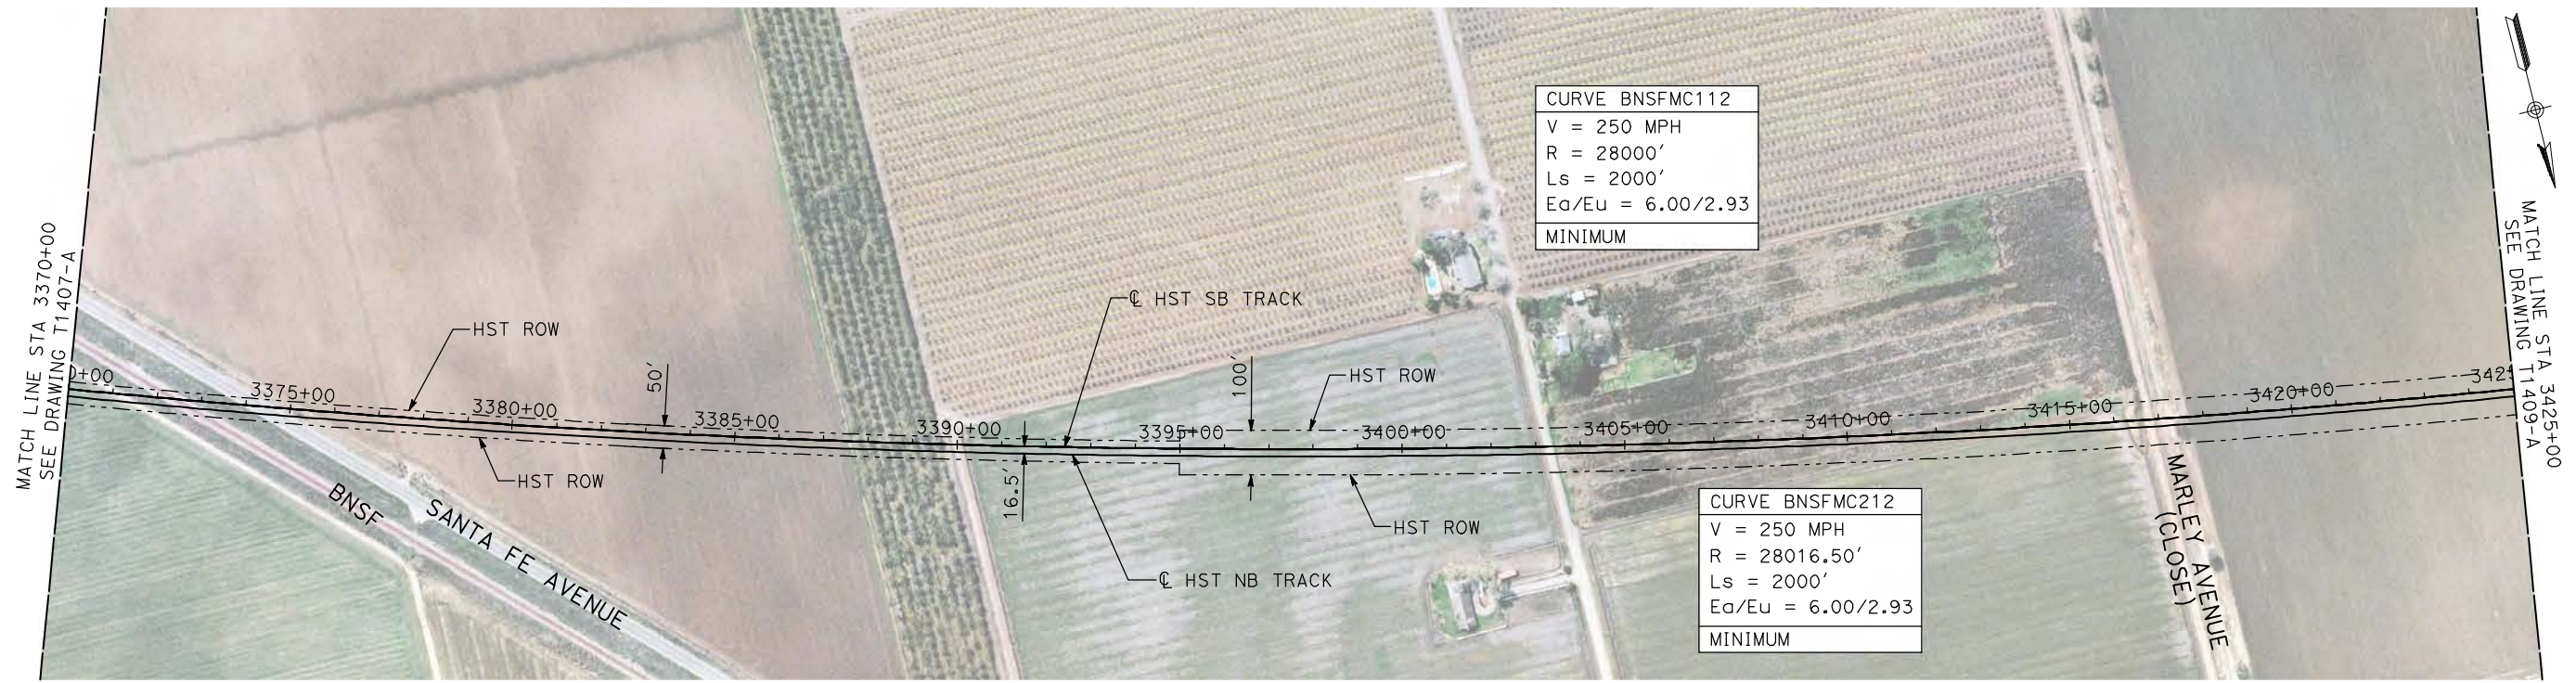 MATCH LINE STA 3370+00
SEE DRAWING T1407-A
CURVE BNSFMC112
V = 250 MPH
R = 28000'
Ls = 2000'
Ea/Eu = 6.00/2.93
MINIMUM
MATCH LINE STA 3425+00
SEE DRAWING T1409-A
℄ HST SB TRACK
HST ROW
50'
100'
HST ROW
0+00
3375+00
3380+00
3385+00
3390+00
3395+00
3400+00
3405+00
3410+00
3415+00
3420+00
3425
HST ROW
16.5'
HST ROW
℄ HST NB TRACK
BNSF
SANTA FE AVENUE
CURVE BNSFMC212
V = 250 MPH
R = 28016.50'
Ls = 2000'
Ea/Eu = 6.00/2.93
MINIMUM
MARLEY AVENUE
(CLOSE)